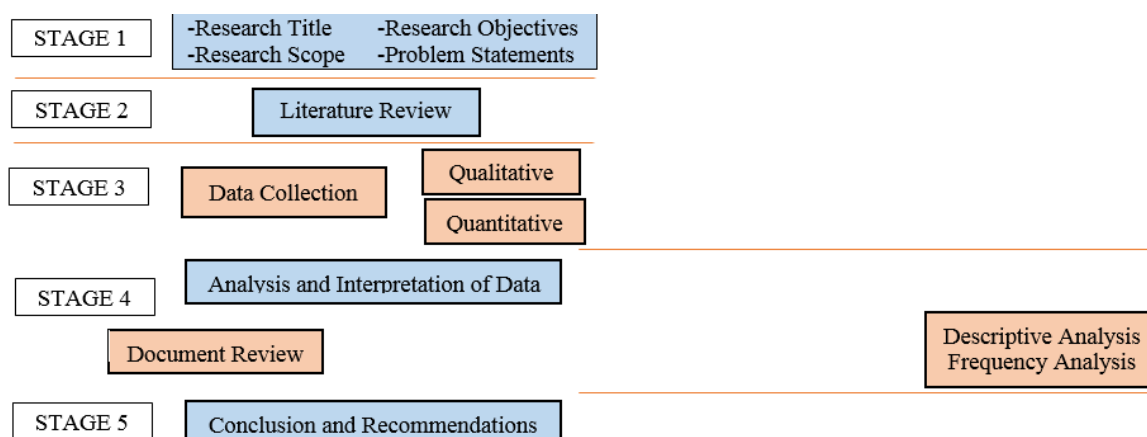 STAGE 1
-Research Title -Research Objectives
-Research Scope -Problem Statements
STAGE 2
Literature Review
STAGE 3
Data Collection
Qualitative
Quantitative
STAGE 4
Analysis and Interpretation of Data
Document Review
Descriptive Analysis
Frequency Analysis
STAGE 5
Conclusion and Recommendations